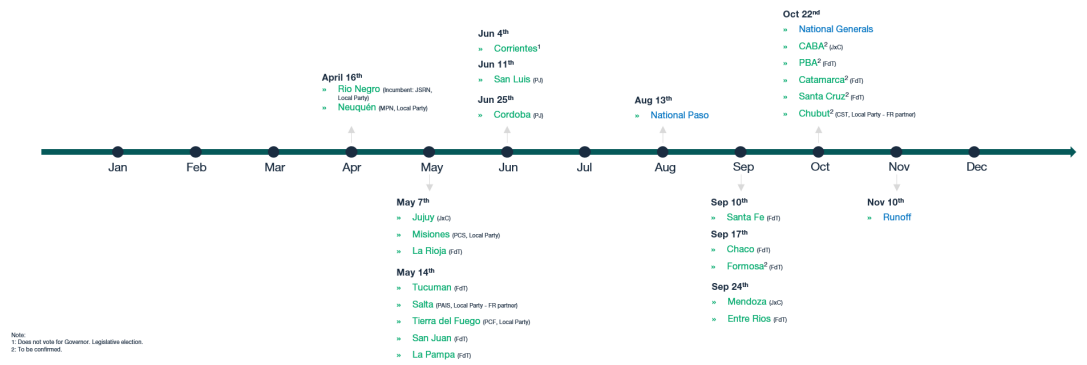 April 16th
» Rio Negro (Incumbent: JSRN,
Local Party)
» Neuquén (MPN, Local Party)
Jun 4th
» Corrientes1
Jun 11th
» San Luis (PJ)
Jun 25th
» Cordoba (PJ)
Aug 13th
» National Paso
Oct 22nd
» National Generals
» CABA2 (JxC)
» PBA2 (FdT)
» Catamarca2 (FdT)
» Santa Cruz2 (FdT)
» Chubut2 (CST, Local Party - FR partner)
Jan Feb Mar Apr May Jun Jul Aug Sep Oct Nov Dec
May 7th
» Jujuy (JxC)
» Misiones (PCS, Local Party)
» La Rioja (FdT)
May 14th
» Tucuman (FdT)
» Salta (PAIS, Local Party - FR partner)
» Tierra del Fuego (PCF, Local Party)
» San Juan (FdT)
» La Pampa (FdT)
Sep 10th
» Santa Fe (FdT)
Sep 17th
» Chaco (FdT)
» Formosa2 (FdT)
Sep 24th
» Mendoza (JxC)
» Entre Rios (FdT)
Nov 10th
» Runoff
Note:
1: Does not vote for Governor. Legislative election.
2: To be confirmed.